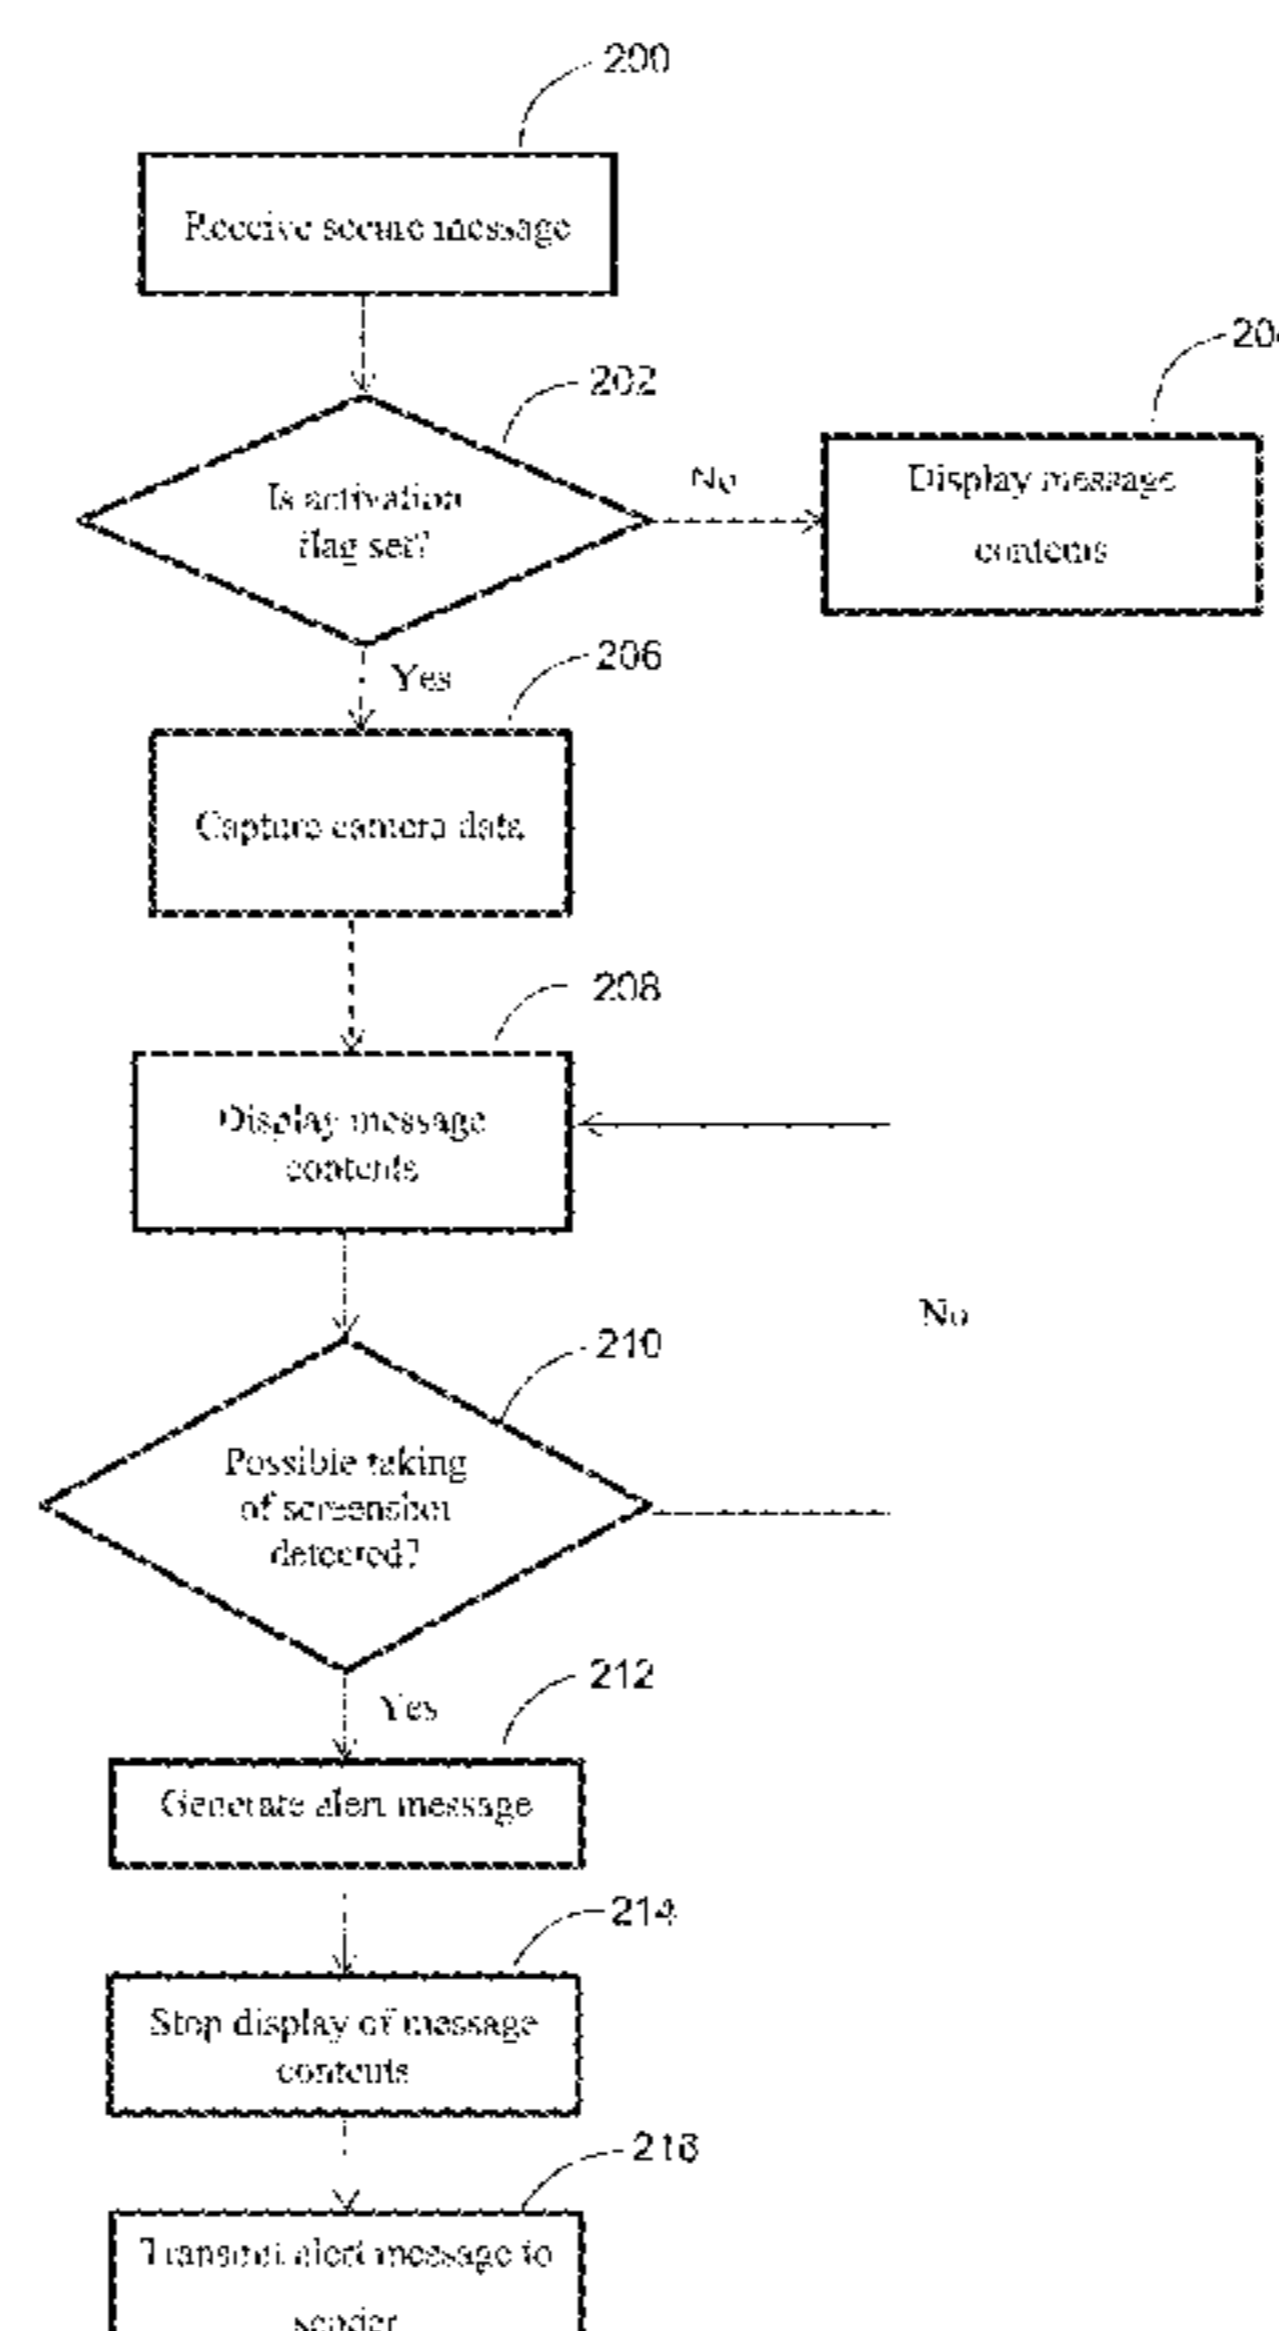 200
Receive secure message
202
Is activation
flag set?
No
Display message
contents
Yes
206
Capture camera data
208
Display message
contents
No
210
Possible taking
of screenshot
detected?
Yes
212
Generate alert message
214
Stop display of message
contents
Transmit alert message to
sender